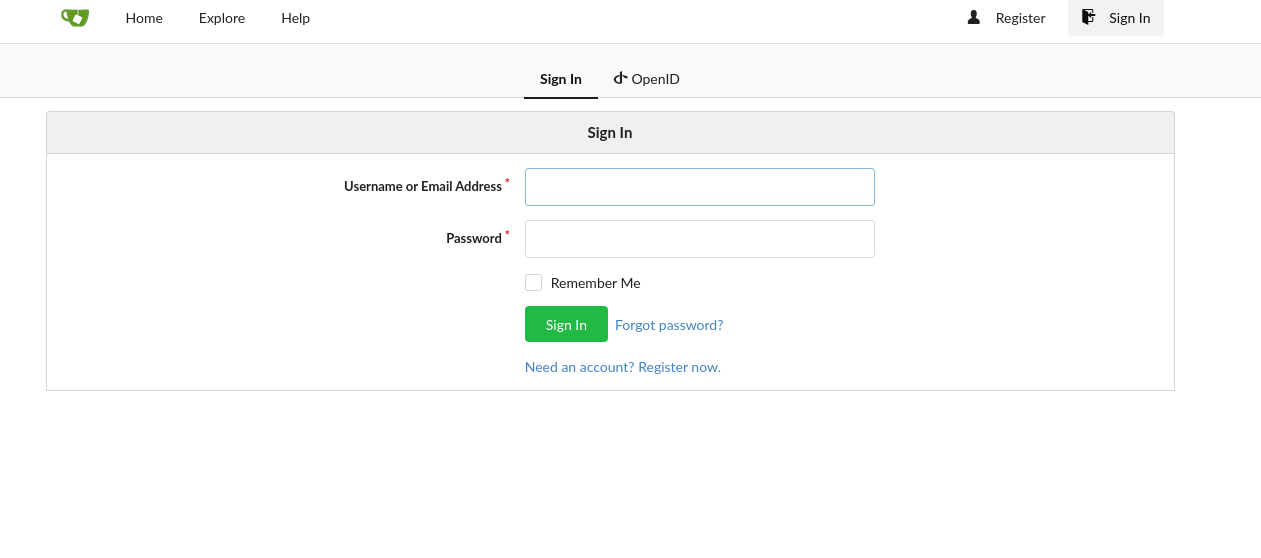 Home Explore Help Register Sign In
Sign In OpenID
Sign In
Username or Email Address *
Password *
Remember Me
Sign In Forgot password?
Need an account? Register now.